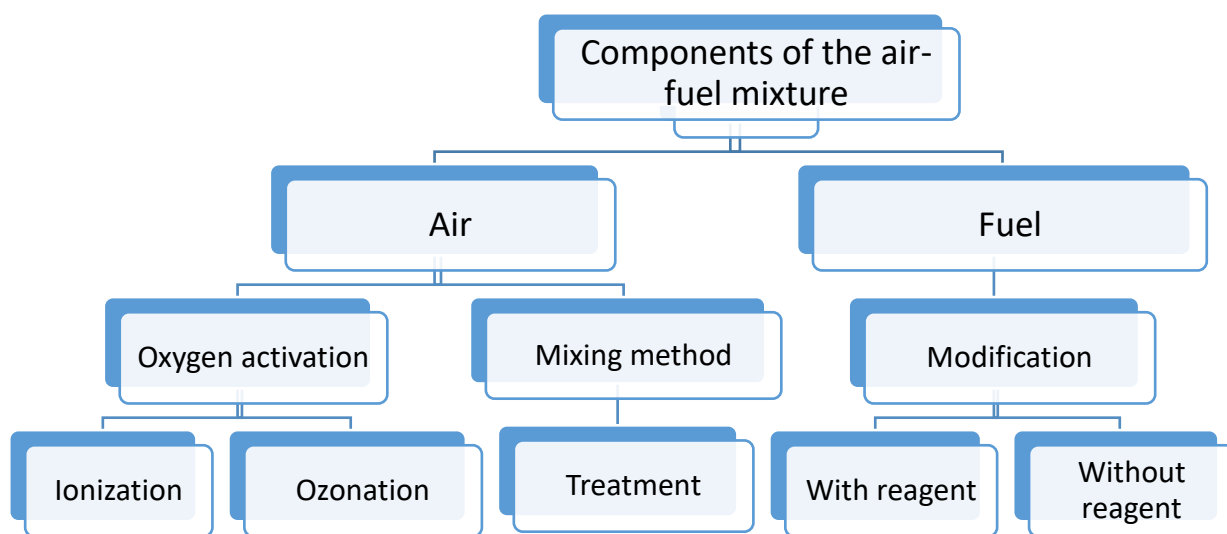 Components of the air-
fuel mixture
Air
Fuel
Oxygen activation
Mixing method
Modification
Ionization
Ozonation
Treatment
With reagent
Without
reagent